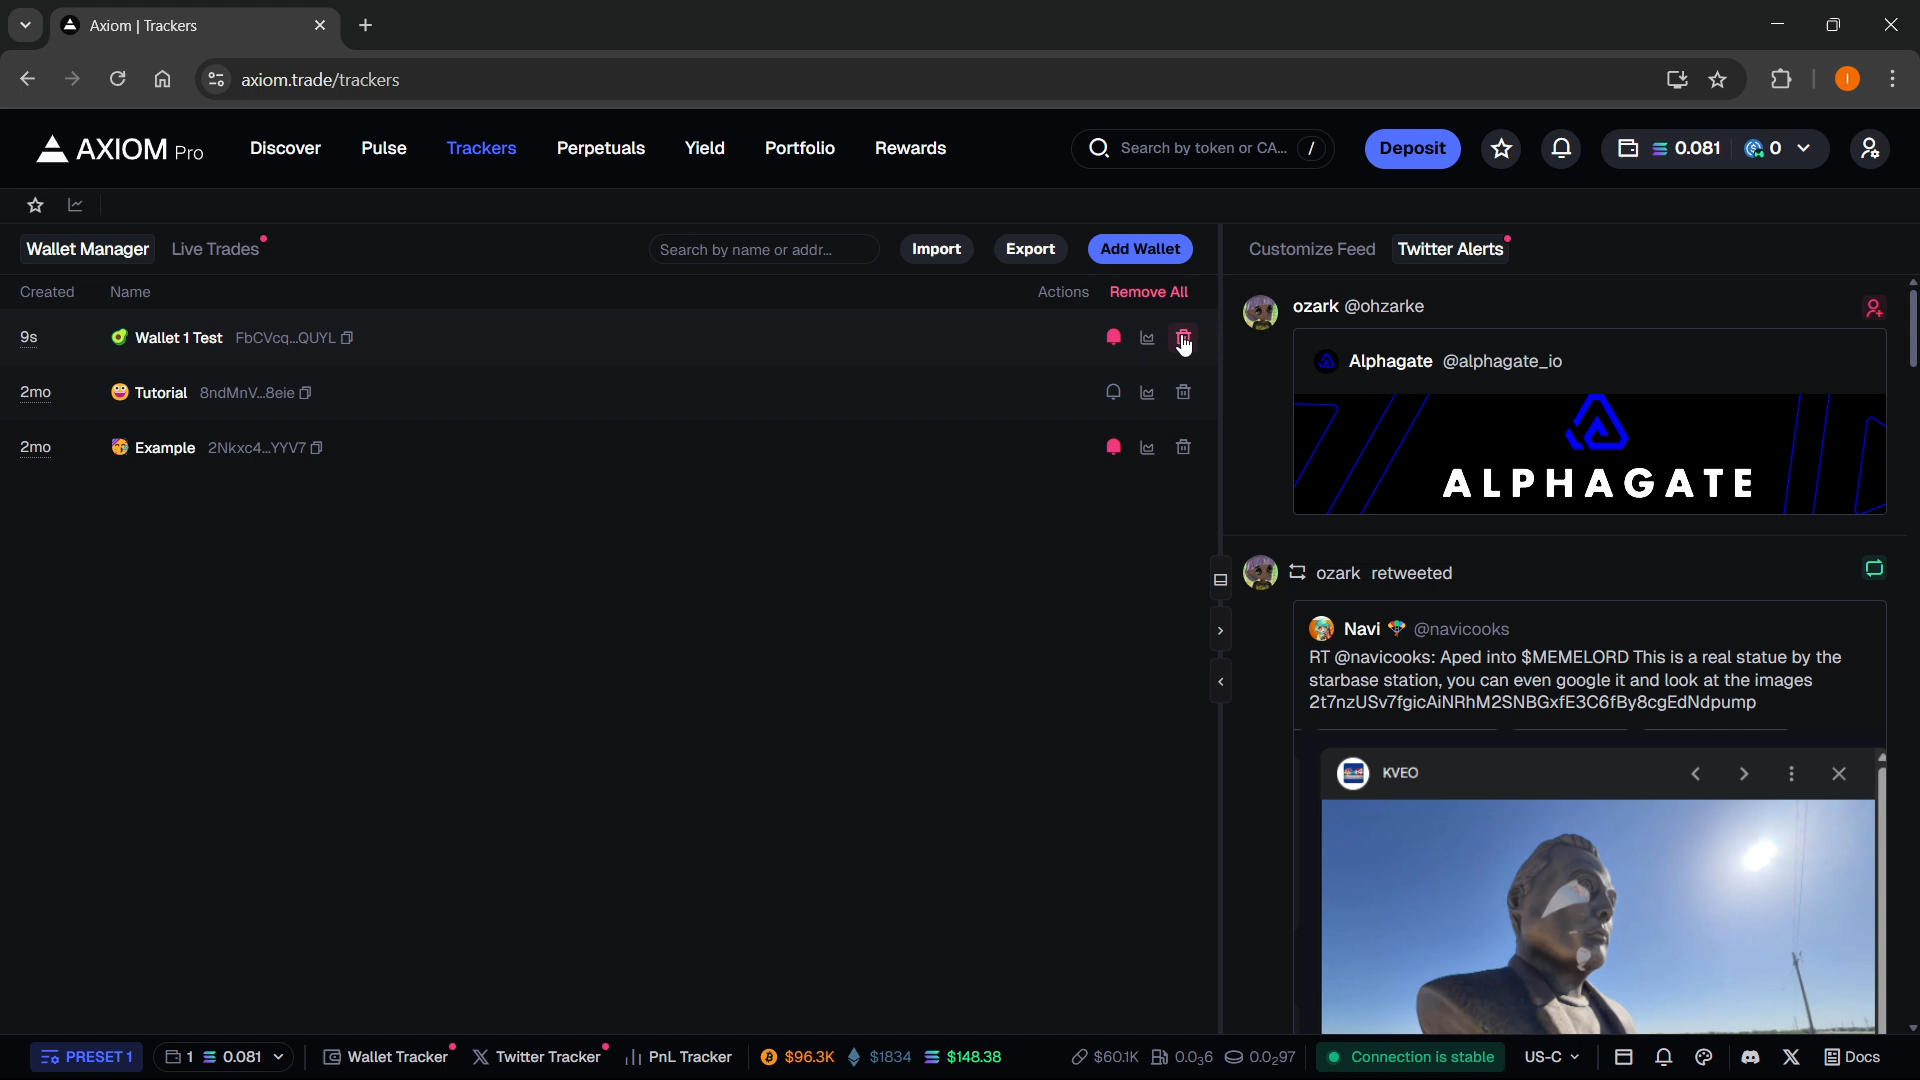 Axiom | Trackers
axiom.trade/trackers
I
AXIOM Pro
Discover
Pulse
Trackers
Perpetuals
Yield
Portfolio
Rewards
Search by token or CA...
/
Deposit
0.081
0
Wallet Manager
Live Trades
Search by name or addr...
Import
Export
Add Wallet
Customize Feed
Twitter Alerts
Created
Name
Actions
Remove All
9s
Wallet 1 Test FbCVcq...QUYL
2mo
Tutorial 8ndMnV...8eie
2mo
Example 2Nkxc4...YYV7
ozark @ohzarke
Alphagate @alphagate_io
ALPHAGATE
ozark retweeted
Navi @navicooks
RT @navicooks: Aped into $MEMELORD This is a real statue by the
starbase station, you can even google it and look at the images
2t7nzUSv7fgicAiNRhM2SNBGxfE3C6fBy8cgEdNdpump
KVEO
PRESET 1
1
0.081
Wallet Tracker
Twitter Tracker
PnL Tracker
$96.3K
$1834
$148.38
$60.1K
0.0₃6
0.0₂97
Connection is stable
US-C
Docs